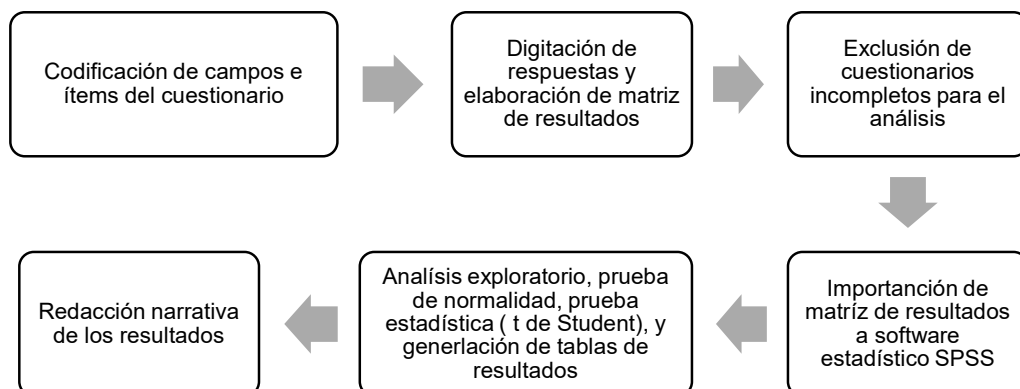 Codificación de campos e
ítems del cuestionario
Digitación de
respuestas y
elaboración de matriz
de resultados
Exclusión de
cuestionarios
incompletos para el
análisis
Importanción de
matríz de resultados
a software
estadístico SPSS
Analísis exploratorio, prueba
de normalidad, prueba
estadística ( t de Student), y
generlación de tablas de
resultados
Redacción narrativa
de los resultados